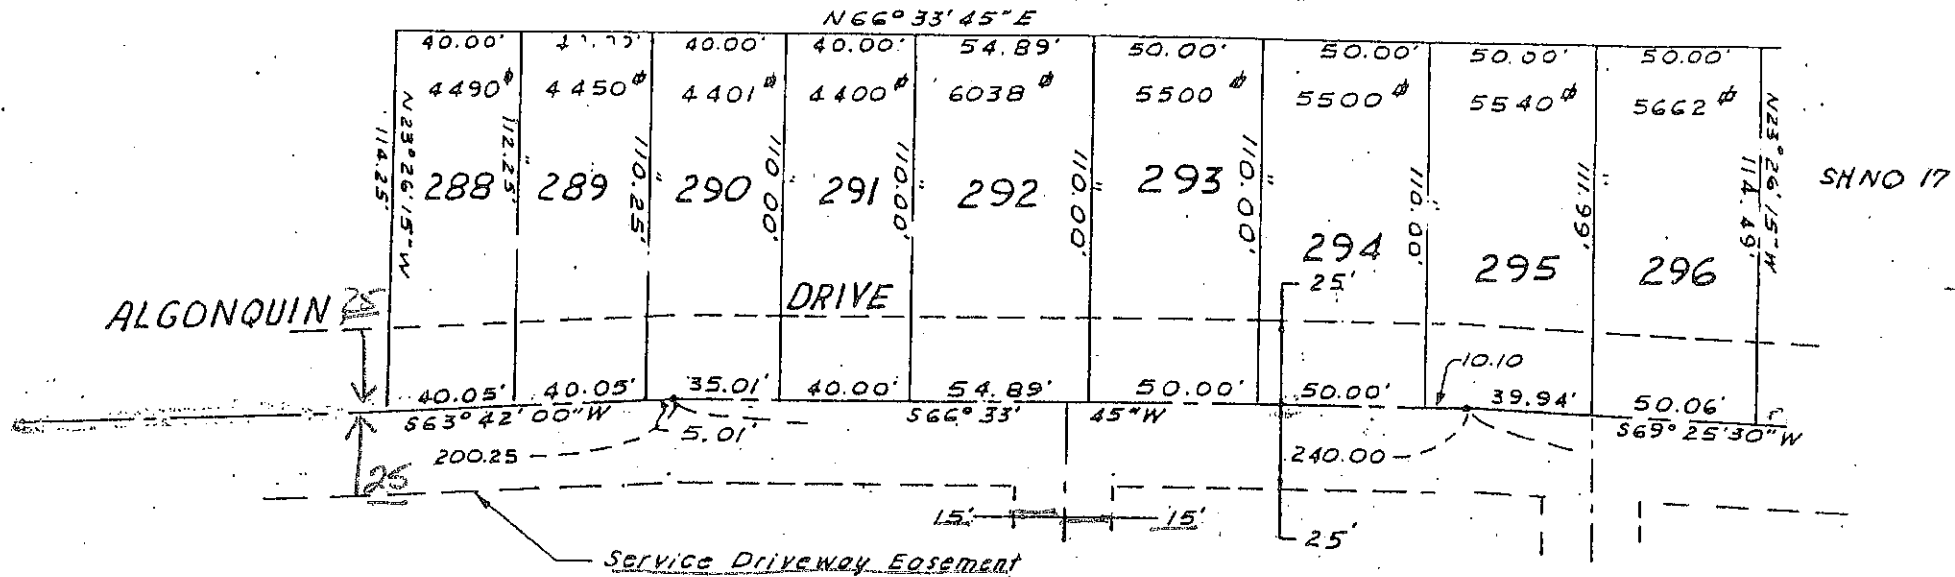 N66°33'45"E
40.00' 40.00' 40.00' 54.89' 50.00' 50.00' 50.00' 50.00'
4490⌀ 4450⌀ 4401⌀ 4400⌀ 6038⌀ 5500⌀ 5500⌀ 5540⌀ 5662⌀
N23°26'15"W
114.25'
112.25'
"
110.25'
"
110.00'
"
110.00'
"
110.00'
"
110.00'
"
110.00'
"
111.99'
"
N23°26'15"W
114.49'
288 289 290 291 292 293 294 295 296
SH NO 17
ALGONQUIN 25 DRIVE
25'
10.10
40.05' 40.05' 35.01' 40.00' 54.89' 50.00' 50.00' 39.94' 50.06'
S63°42'00"W S66°33' 45"W S69°25'30"W
5.01'
200.25 240.00
25
15' 15'
25'
Service Driveway Easement